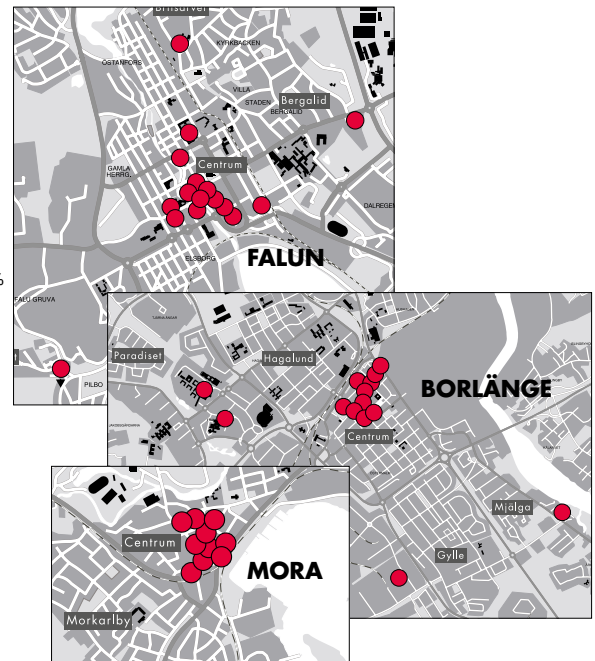 Britsarvet
KYRKBACKEN
ÖSTANFORS
VILLA
STADEN
BERGALID
Bergalid
GAMLA
HERRG.
Centrum
DALREGEM
ELSBORG
FALUN
%
FALU GRUVA
t
PILBO
Paradiset
Hagalund
BORLÄNGE
Centrum
Mjälga
Gylle
Centrum
MORA
Morkarlby